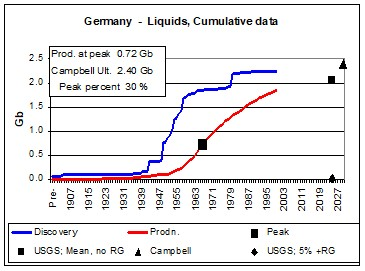 Germany - Liquids, Cumulative data
Prod. at peak 0.72 Gb
Campbell Ult. 2.40 Gb
Peak percent 30 %
2.5
2.0
1.5
1.0
0.5
0.0
Gb
Pre-
1907
1915
1923
1931
1939
1947
1955
1963
1971
1979
1987
1995
2003
2011
2019
2027
Discovery
Prodn.
Peak
USGS; Mean, no RG
Campbell
USGS; 5% +RG